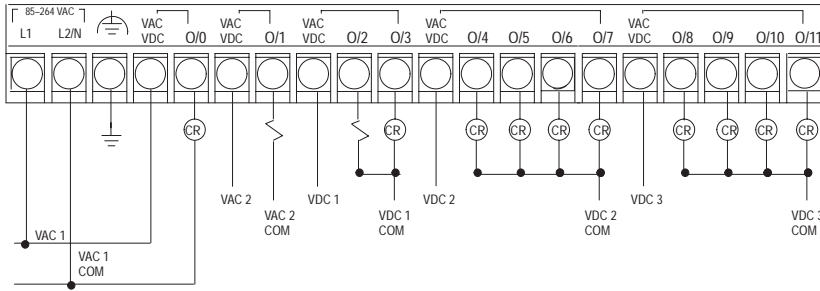 85–264 VAC
L1 L2/N VAC VDC O/0 VAC VDC O/1 VAC VDC O/2 O/3 VAC VDC O/4 O/5 O/6 O/7 VAC VDC O/8 O/9 O/10 O/11
CR CR CR CR CR CR CR CR CR CR
VAC 2
VAC 2 COM
VDC 1
VDC 1 COM
VDC 2
VDC 2 COM
VDC 3
VDC 3 COM
VAC 1
VAC 1 COM